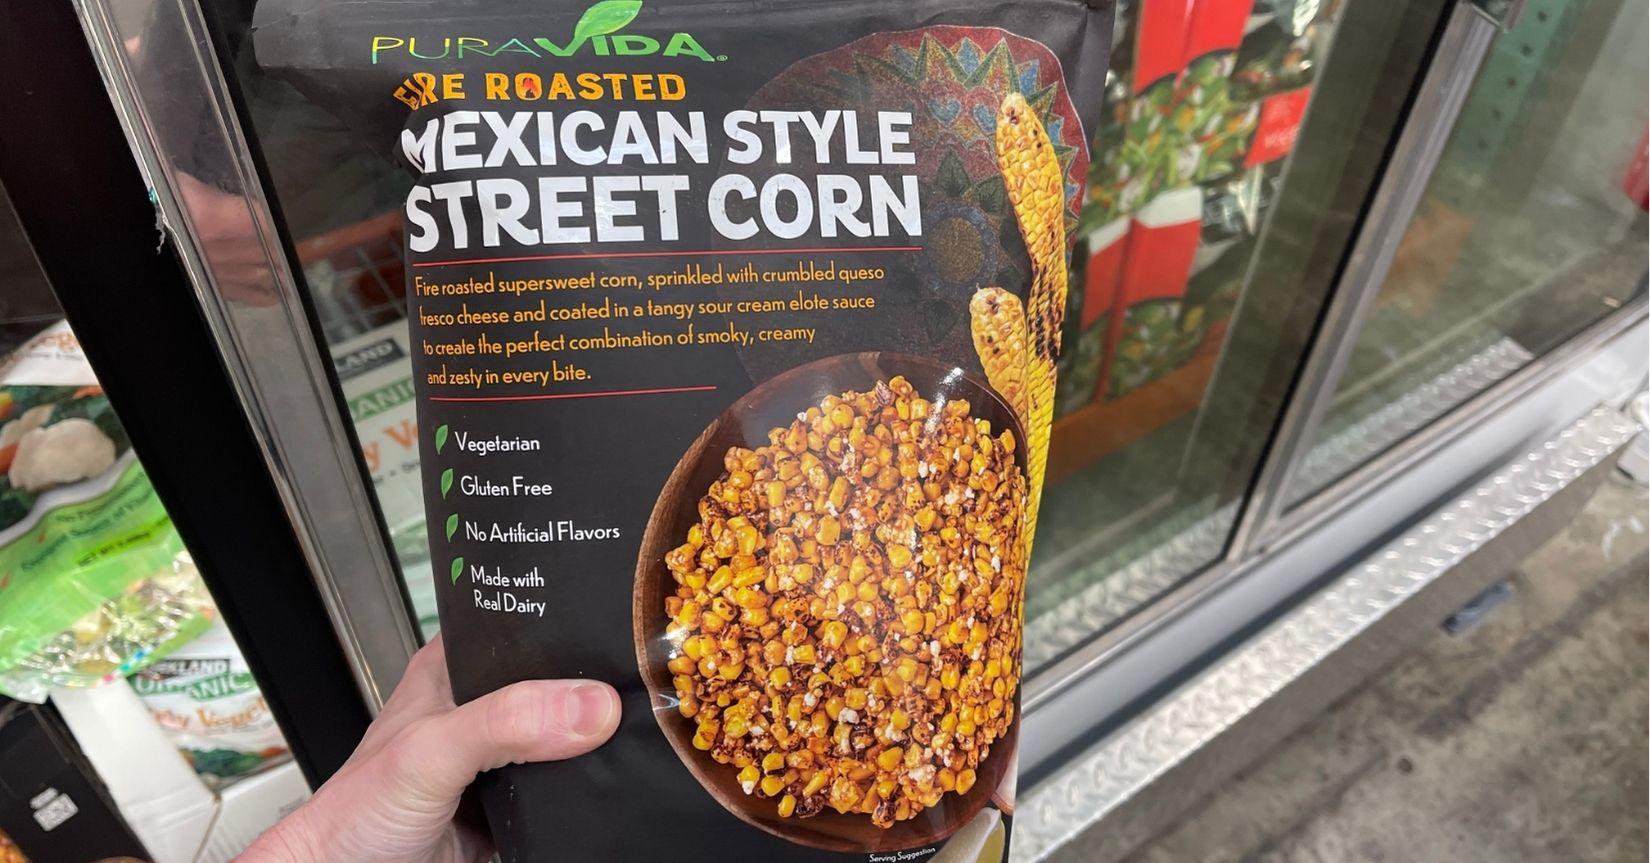 PURAVIDA®
FIRE ROASTED
MEXICAN STYLE
STREET CORN
Fire roasted supersweet corn, sprinkled with crumbled queso
fresco cheese and coated in a tangy sour cream elote sauce
to create the perfect combination of smoky, creamy
and zesty in every bite.
Vegetarian
Gluten Free
No Artificial Flavors
Made with
Real Dairy
Serving Suggestion
KIRKLAND
ORGANIC